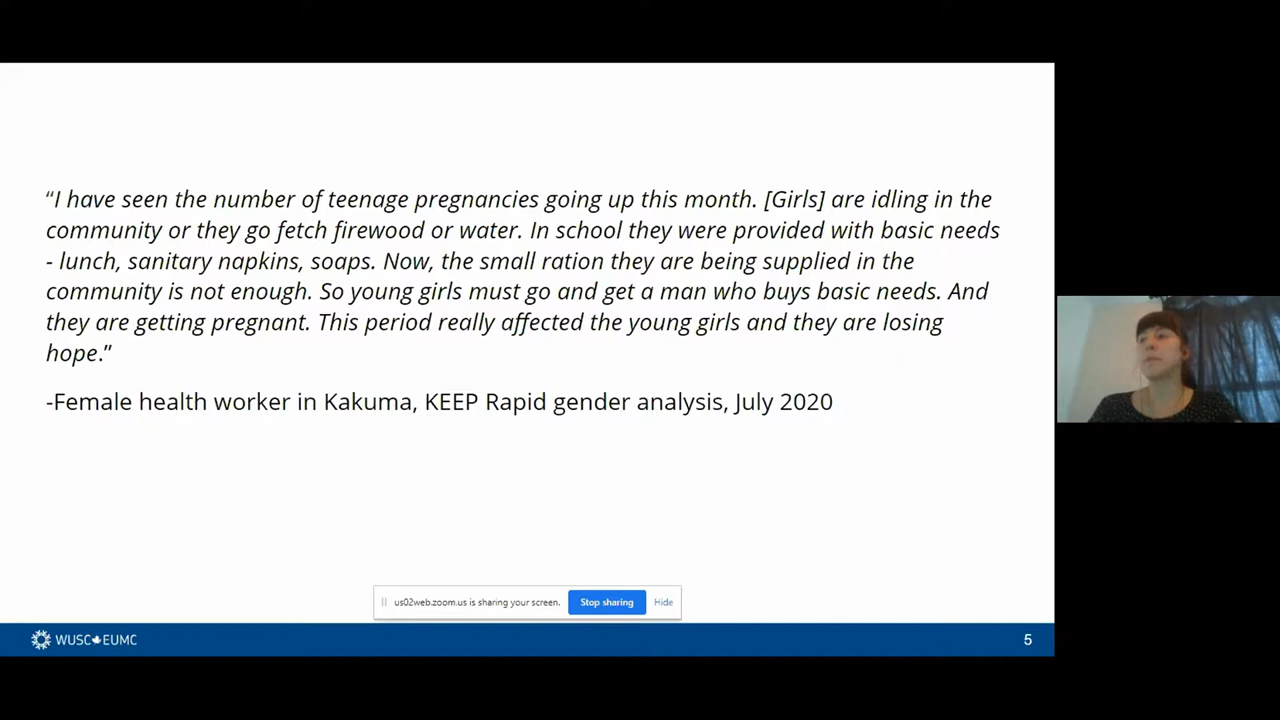 “I have seen the number of teenage pregnancies going up this month. [Girls] are idling in the
community or they go fetch firewood or water. In school they were provided with basic needs
- lunch, sanitary napkins, soaps. Now, the small ration they are being supplied in the
community is not enough. So young girls must go and get a man who buys basic needs. And
they are getting pregnant. This period really affected the young girls and they are losing
hope.”
-Female health worker in Kakuma, KEEP Rapid gender analysis, July 2020
us02web.zoom.us is sharing your screen. Stop sharing Hide
WUSC EUMC 5